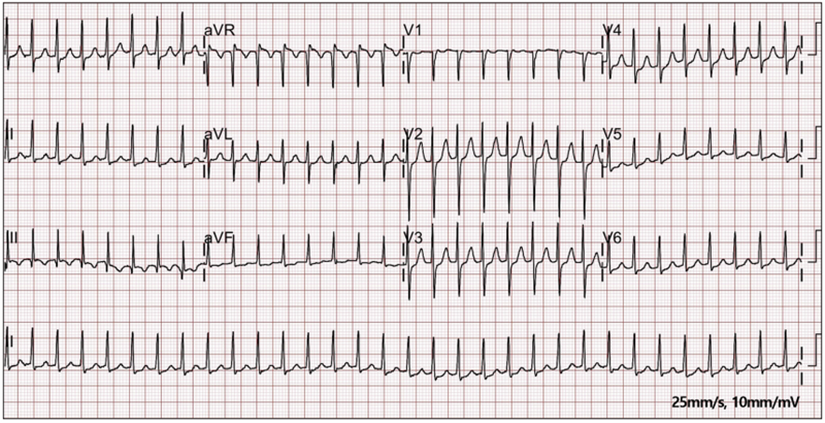 aVR V1 V4
II aVL V2 V5
III aVF V3 V6
II
25mm/s, 10mm/mV